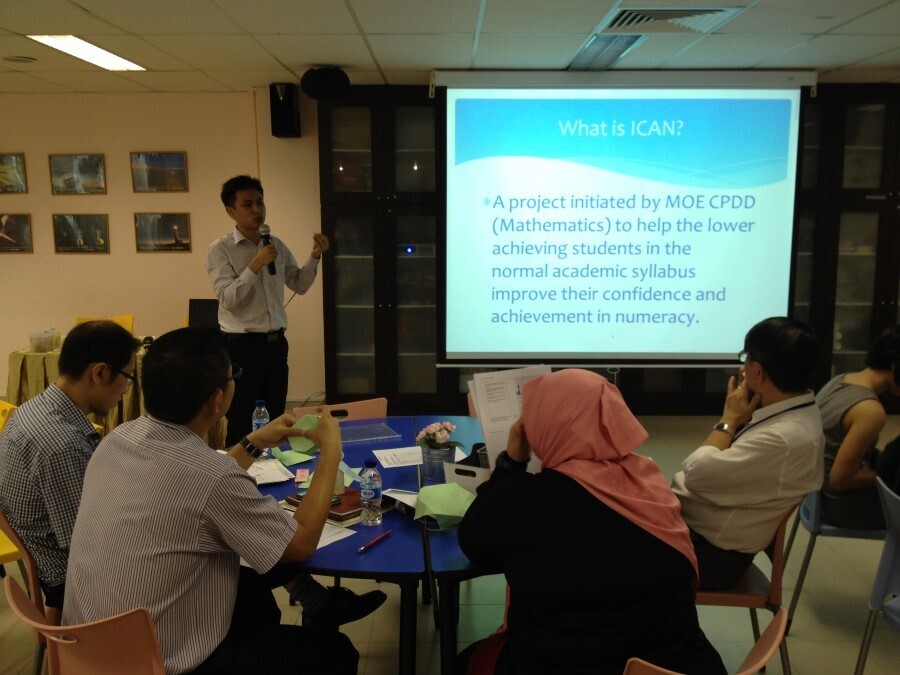 What is ICAN?
*A project initiated by MOE CPDD
(Mathematics) to help the lower
achieving students in the
normal academic syllabus
improve their confidence and
achievement in numeracy.